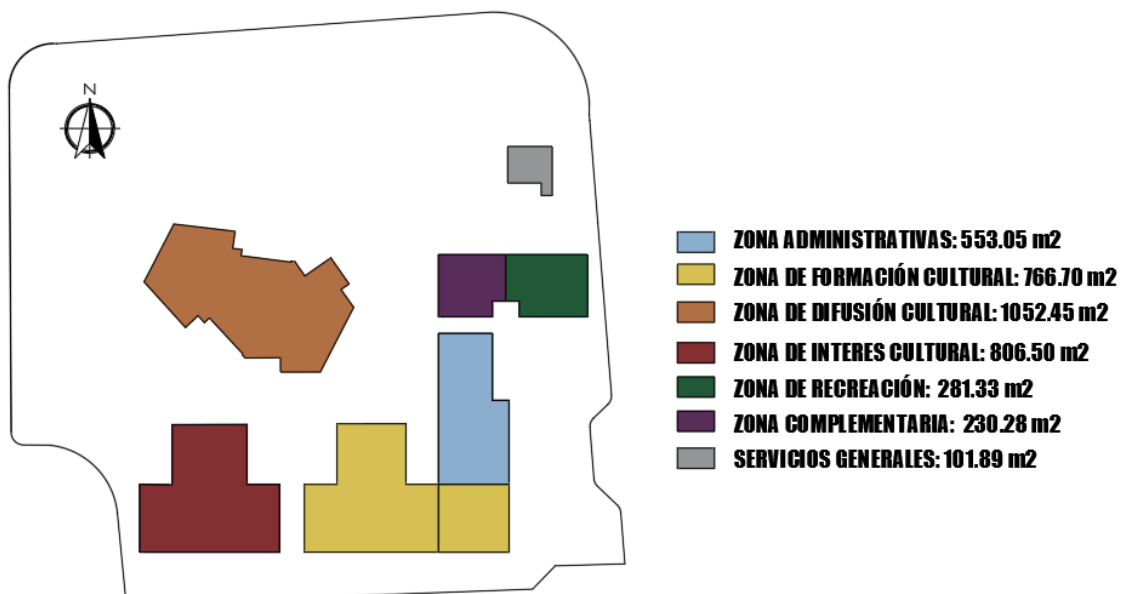 N
ZONA ADMINISTRATIVAS: 553.05 m2
ZONA DE FORMACIÓN CULTURAL: 766.70 m2
ZONA DE DIFUSIÓN CULTURAL: 1052.45 m2
ZONA DE INTERES CULTURAL: 806.50 m2
ZONA DE RECREACIÓN: 281.33 m2
ZONA COMPLEMENTARIA: 230.28 m2
SERVICIOS GENERALES: 101.89 m2